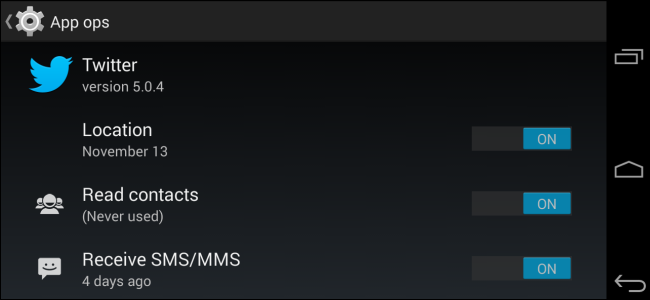 App ops
Twitter
version 5.0.4
Location
November 13
ON
Read contacts
(Never used)
ON
Receive SMS/MMS
4 days ago
ON